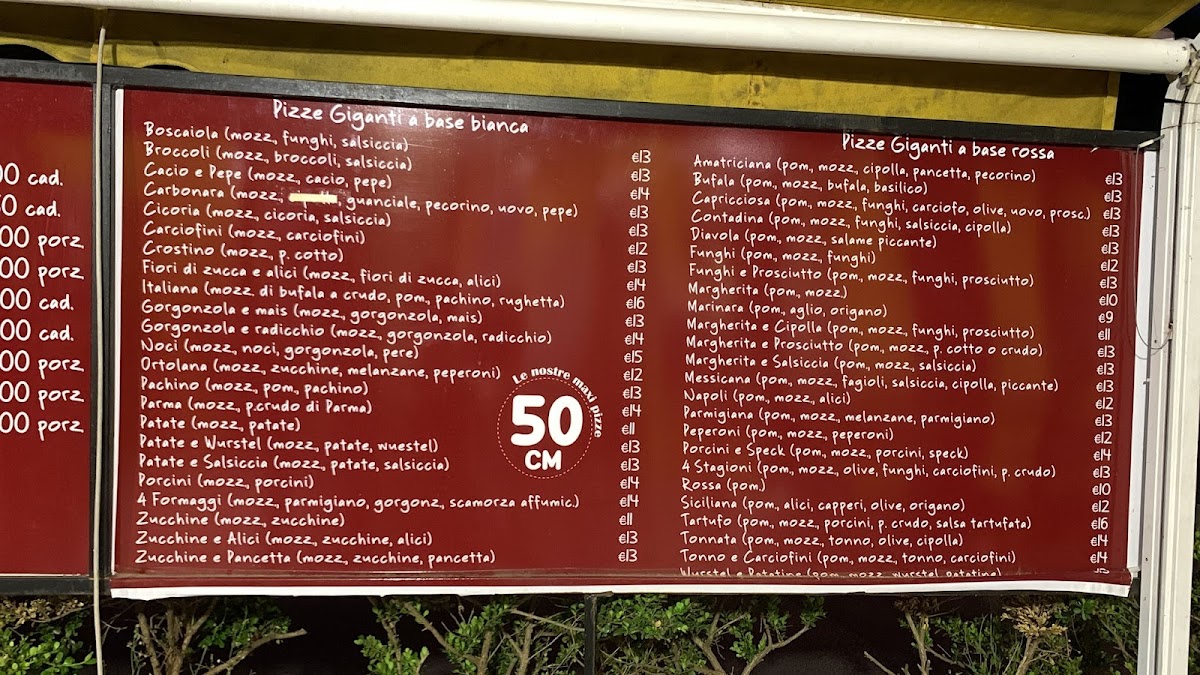 00 cad.
50 cad.
00 porz
00 porz
00 cad.
00 cad.
00 porz
00 porz
00 porz
Pizze Giganti a base bianca
Boscaiola (mozz, funghi, salsiccia) €13
Broccoli (mozz, broccoli, salsiccia) €13
Cacio e Pepe (mozz, cacio, pepe) €14
Carbonara (mozz, , guanciale, pecorino, uovo, pepe) €13
Cicoria (mozz, cicoria, salsiccia) €13
Carciofini (mozz, carciofini) €12
Crostino (mozz, p. cotto) €13
Fiori di zucca e alici (mozz, fiori di zucca, alici) €14
Italiana (mozz. di bufala a crudo, pom., pachino, rughetta) €16
Gorgonzola e mais (mozz, gorgonzola, mais) €13
Gorgonzola e radicchio (mozz, gorgonzola, radicchio) €14
Noci (mozz, noci, gorgonzola, pere) €15
Ortolana (mozz, zucchine, melanzane, peperoni) €12
Pachino (mozz, pom, pachino) €13
Parma (mozz, p.crudo di Parma) €14
Patate (mozz, patate) €11
Patate e Wurstel (mozz, patate, wuestel) €13
Patate e Salsiccia (mozz, patate, salsiccia) €13
Porcini (mozz, porcini) €14
4 Formaggi (mozz, parmigiano, gorgonz, scamorza affumic.) €14
Zucchine (mozz, zucchine) €11
Zucchine e Alici (mozz, zucchine, alici) €13
Zucchine e Pancetta (mozz, zucchine, pancetta) €13
Le nostre maxi pizze
50
CM
Pizze Giganti a base rossa
Amatriciana (pom., mozz, cipolla, pancetta, pecorino) €13
Bufala (pom., mozz, bufala, basilico) €13
Capricciosa (pom., mozz., funghi, carciofo, olive, uovo, prosc.) €13
Contadina (pom., mozz, funghi, salsiccia, cipolla) €13
Diavola (pom., mozz, salame piccante) €13
Funghi (pom., mozz, funghi) €12
Funghi e Prosciutto (pom., mozz, funghi, prosciutto) €13
Margherita (pom., mozz) €10
Marinara (pom., aglio, origano) €9
Margherita e Cipolla (pom., mozz, funghi, prosciutto) €11
Margherita e Prosciutto (pom., mozz, p. cotto o crudo) €13
Margherita e Salsiccia (pom., mozz, salsiccia) €13
Messicana (pom., mozz, fagioli, salsiccia, cipolla, piccante) €13
Napoli (pom., mozz, alici) €12
Parmigiana (pom., mozz, melanzane, parmigiano) €13
Peperoni (pom., mozz, peperoni) €12
Porcini e Speck (pom., mozz, porcini, speck) €14
4 Stagioni (pom., mozz, olive, funghi, carciofini, p. crudo) €13
Rossa (pom.) €10
Siciliana (pom., alici, capperi, olive, origano) €12
Tartufo (pom., mozz, porcini, p. crudo, salsa tartufata) €16
Tonnata (pom., mozz, tonno, olive, cipolla) €14
Tonno e Carciofini (pom., mozz, tonno, carciofini) €14
Wurstel e Patatine (pom., mozz, wurstel, patatine)